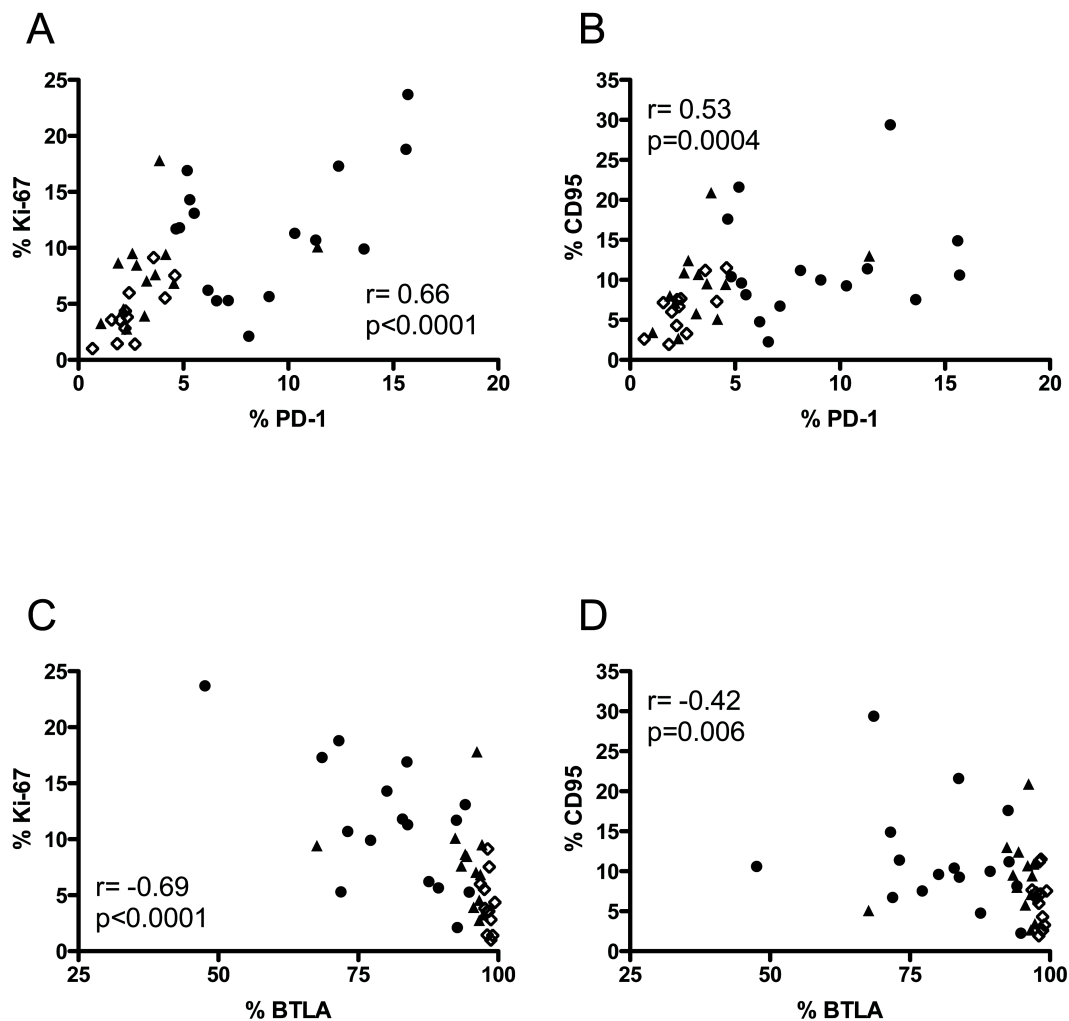 A
% Ki-67
25
20
15
10
5
0
0 5 10 15 20
% PD-1
r= 0.66
p<0.0001
B
% CD95
35
30
25
20
15
10
5
0
0 5 10 15 20
% PD-1
r= 0.53
p=0.0004
C
% Ki-67
25
20
15
10
5
0
25 50 75 100
% BTLA
r= -0.69
p<0.0001
D
% CD95
35
30
25
20
15
10
5
0
25 50 75 100
% BTLA
r= -0.42
p=0.006